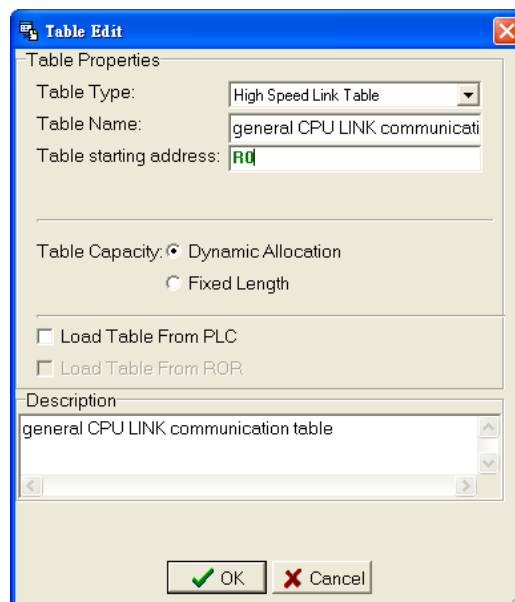 Table Edit
Table Properties
Table Type: High Speed Link Table
Table Name: general CPU LINK communicati
Table starting address: R0
Table Capacity: Dynamic Allocation
Fixed Length
Load Table From PLC
Load Table From ROR
Description
general CPU LINK communication table
OK Cancel